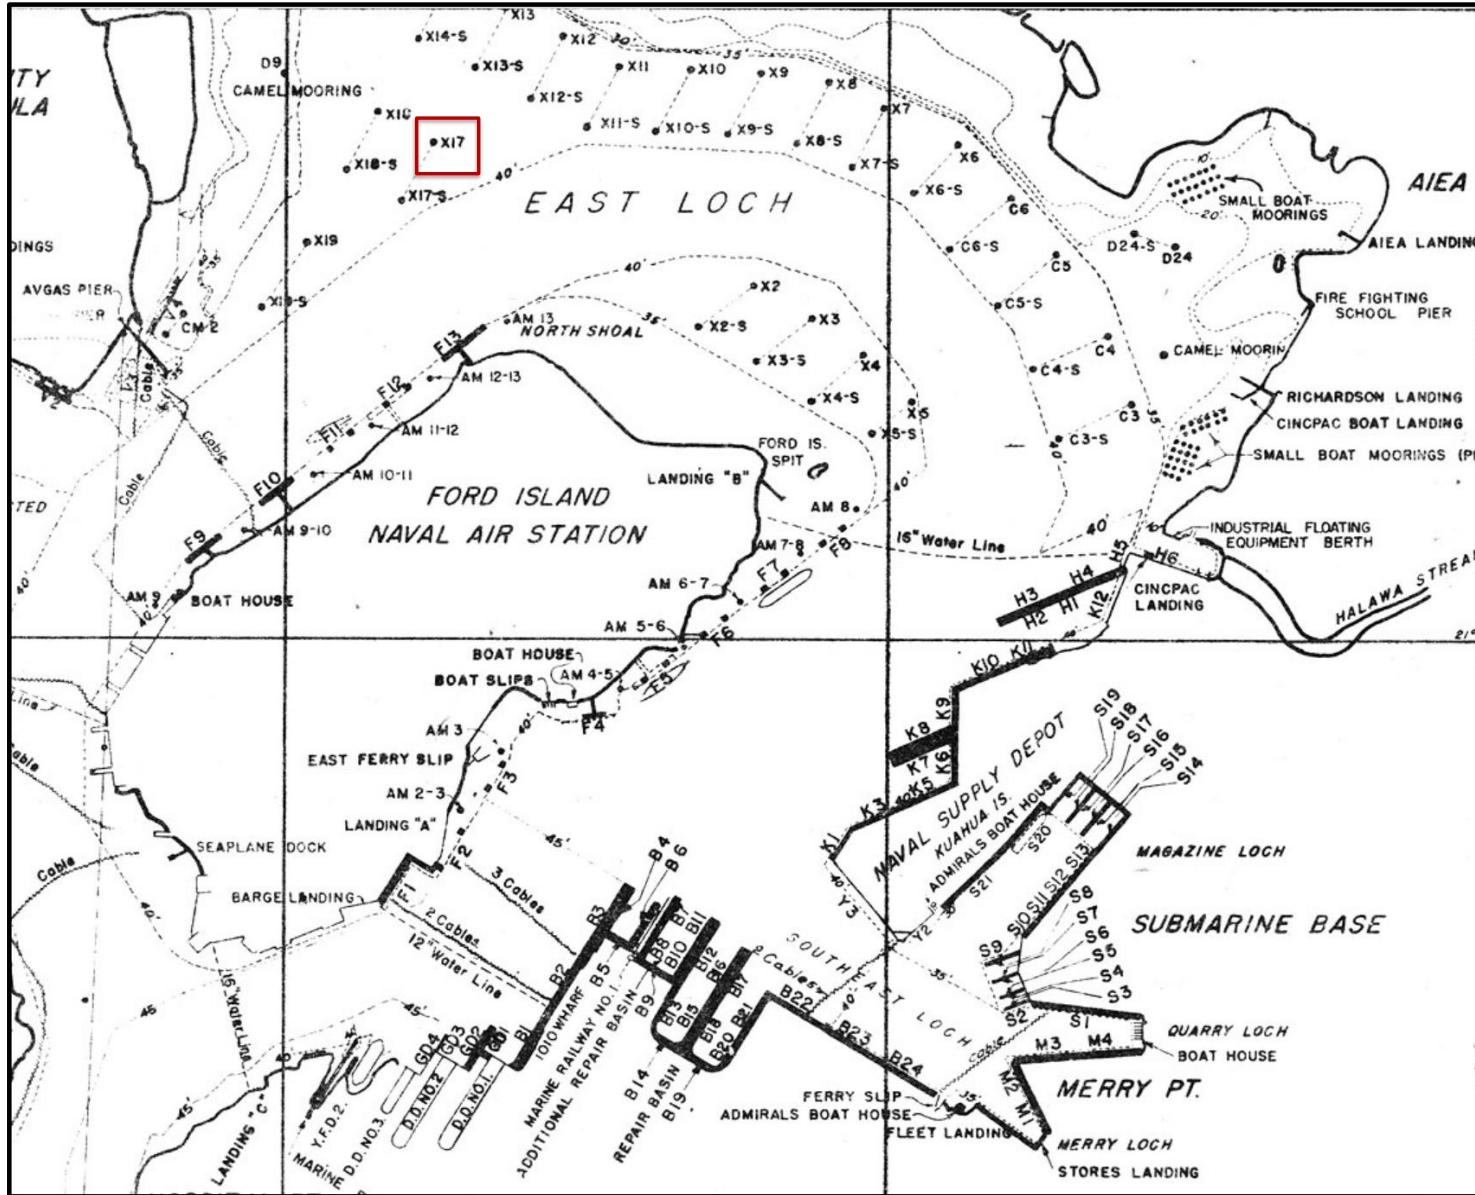 X13
X14-S
X12
X13-S
X11
X10
X9
X8
D9
CAMEL MOORING
X12-S
X7
X11-S
X10-S
X9-S
X8-S
X17
X18-S
X7-S
X6
X17-S
X6-S
EAST LOCH
C6
SMALL BOAT
MOORINGS
AIEA
10'
20'
30'
35'
40'
X19
C6-S
D24-S
D24
AIEA LANDING
C5
AVGAS PIER
CM-2
C5-S
FIRE FIGHTING
SCHOOL PIER
X2
X2-S
X3
X3-S
X4
X4-S
X5
X5-S
AM 13
NORTH SHOAL
F13
AM 12-13
F12
AM 11-12
F11
AM 10-11
F10
AM 9-10
F9
AM 9
BOAT HOUSE
C4
C4-S
C3
C3-S
RICHARDSON LANDING
CINCPAC BOAT LANDING
SMALL BOAT MOORINGS
FORD IS.
SPIT
LANDING "B"
FORD ISLAND
NAVAL AIR STATION
AM 8
AM 7-8
F8
F7
AM 6-7
F6
AM 5-6
F5
16" Water Line
INDUSTRIAL FLOATING
EQUIPMENT BERTH
H5
H6
H4
H3
H2
H1
K12
CINCPAC
LANDING
HALAWA STREAM
21°
BOAT HOUSE
BOAT SLIPS
AM 4-5
F4
AM 3
EAST FERRY SLIP
F3
AM 2-3
LANDING "A"
F2
F1
K11
K10
K9
K8
K7
K6
K5
K3
K1
Y3
Y2
NAVAL SUPPLY DEPOT
KUAHUA IS.
ADMIRALS BOAT HOUSE
S19
S18
S17
S16
S15
S14
S20
S21
S13
S12
S11
S10
S9
S8
S7
S6
S5
S4
S3
S2
S1
MAGAZINE LOCH
SUBMARINE BASE
SEAPLANE DOCK
BARGE LANDING
Cable
3 Cables
2 Cables
12" Water Line
16" Water Line
45'
B4
B6
B3
B2
B1
1010 WHARF
B5
B8
B10
B11
B12
B9
B13
B15
B16
B17
B18
B20
B21
B14
B19
MARINE RAILWAY NO. 1
ADDITIONAL REPAIR BASIN
REPAIR BASIN
2 Cables
SOUTHEAST LOCH
B22
B23
B24
GD4
GD3
GD2
GD1
D.D. NO. 1.
D.D. NO. 2
D.D. NO. 3
Y.F.D. 2.
LANDING "C"
MARINE
QUARRY LOCH
BOAT HOUSE
M3
M4
M2
M1
MERRY PT.
FERRY SLIP
ADMIRALS BOAT HOUSE
FLEET LANDING
MERRY LOCH
STORES LANDING